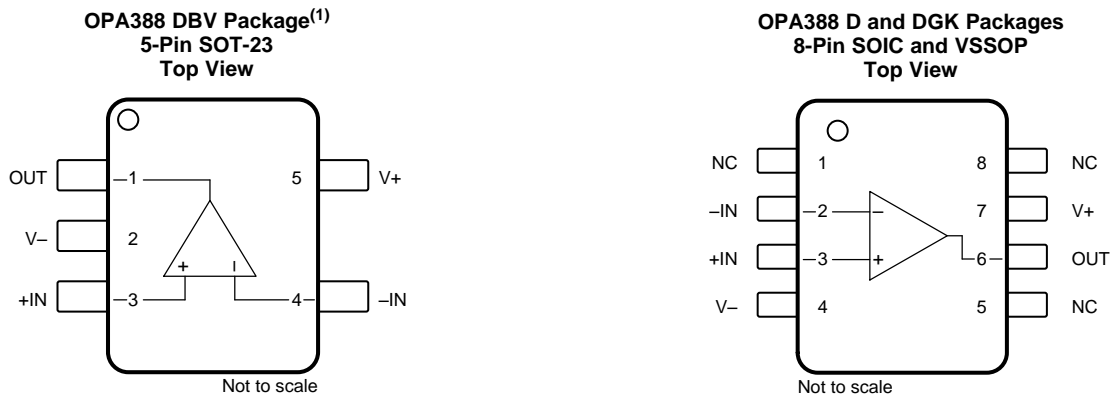 OPA388 DBV Package(1)
5-Pin SOT-23
Top View
OUT
1
5
V+
V–
2
+
–
+IN
3
4
–IN
Not to scale
OPA388 D and DGK Packages
8-Pin SOIC and VSSOP
Top View
NC
1
8
NC
–IN
2
–
7
V+
+IN
3
+
6
OUT
V–
4
5
NC
Not to scale